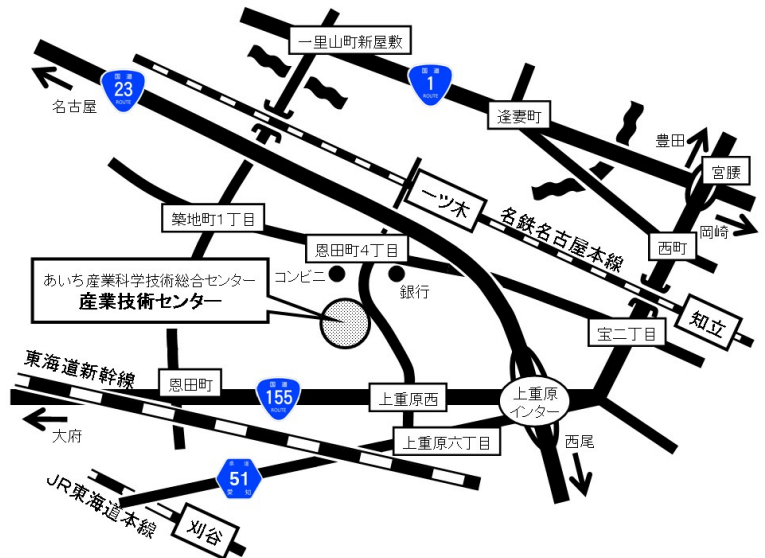 一里山町新屋敷
国道
23
ROUTE
国道
1
ROUTE
名古屋
逢妻町
豊田
宮腰
一ツ木
名鉄名古屋本線
岡崎
築地町1丁目
西町
恩田町4丁目
コンビニ
銀行
あいち産業科学技術総合センター
産業技術センター
知立
宝二丁目
東海道新幹線
恩田町
国道
155
ROUTE
上重原西
上重原
インター
大府
上重原六丁目
西尾
県道
51
愛知
JR東海道本線
刈谷